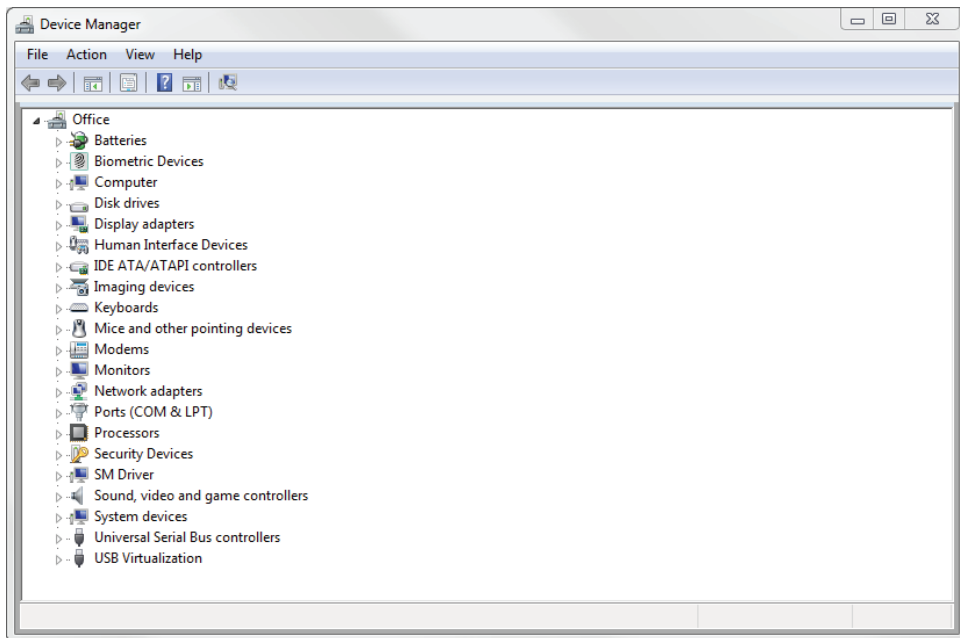 Device Manager
File Action View Help
Office
Batteries
Biometric Devices
Computer
Disk drives
Display adapters
Human Interface Devices
IDE ATA/ATAPI controllers
Imaging devices
Keyboards
Mice and other pointing devices
Modems
Monitors
Network adapters
Ports (COM & LPT)
Processors
Security Devices
SM Driver
Sound, video and game controllers
System devices
Universal Serial Bus controllers
USB Virtualization